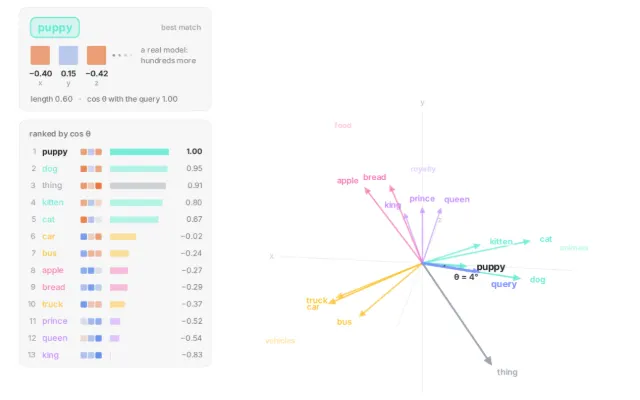 puppy
best match
a real model:
hundreds more
−0.40 0.15 −0.42
x y z
length 0.60 · cos θ with the query 1.00
ranked by cos θ
1 puppy 1.00
2 dog 0.95
3 thing 0.91
4 kitten 0.80
5 cat 0.67
6 car −0.02
7 bus −0.24
8 apple −0.27
9 bread −0.29
10 truck −0.37
11 prince −0.52
12 queen −0.54
13 king −0.83
y
food
royalty
apple bread
king prince queen
z
kitten cat
animals
x
puppy
θ = 4°
query dog
truck
car
bus
vehicles
thing